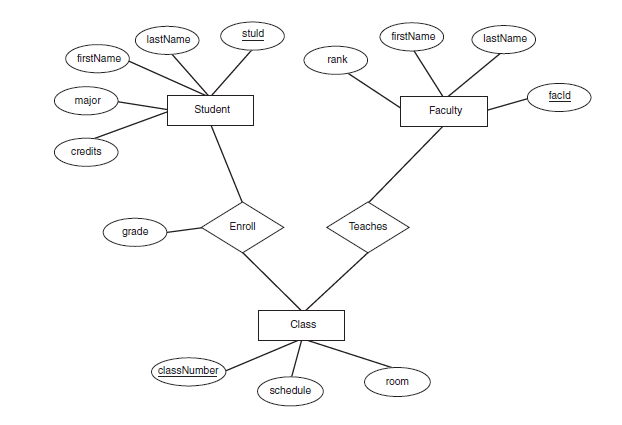 lastName
stuId
firstName
major
credits
Student
rank
firstName
lastName
facId
Faculty
grade
Enroll
Teaches
Class
classNumber
schedule
room